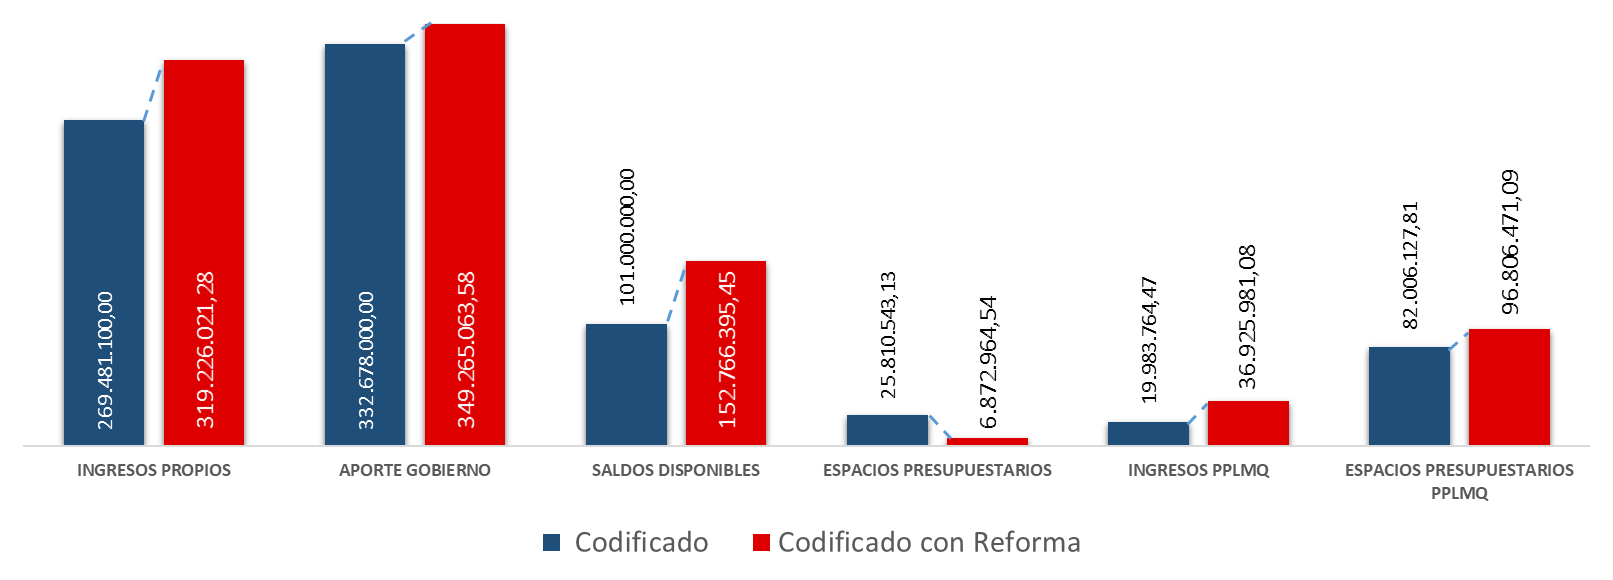 269.481.100,00
319.226.021,28
332.678.000,00
349.265.063,58
101.000.000,00
152.766.395,45
25.810.543,13
6.872.964,54
19.983.764,47
36.925.981,08
82.006.127,81
96.806.471,09
INGRESOS PROPIOS
APORTE GOBIERNO
SALDOS DISPONIBLES
ESPACIOS PRESUPUESTARIOS
INGRESOS PPLMQ
ESPACIOS PRESUPUESTARIOS
PPLMQ
Codificado
Codificado con Reforma